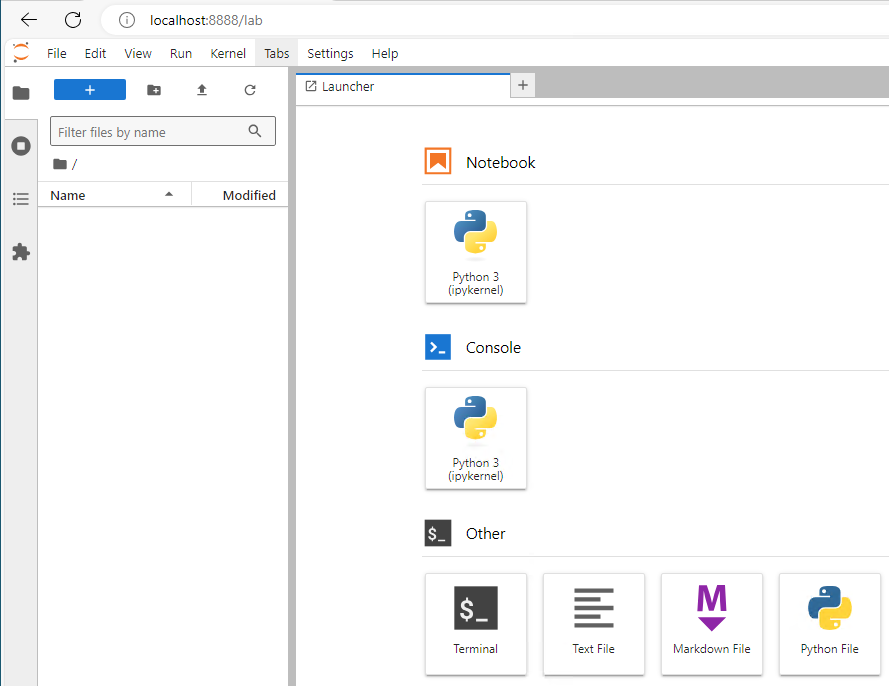 localhost:8888/lab
File Edit View Run Kernel Tabs Settings Help
Launcher
Filter files by name
/
Name Modified
Notebook
Python 3
(ipykernel)
Console
Python 3
(ipykernel)
$_ Other
$_
Terminal Text File Markdown File Python File